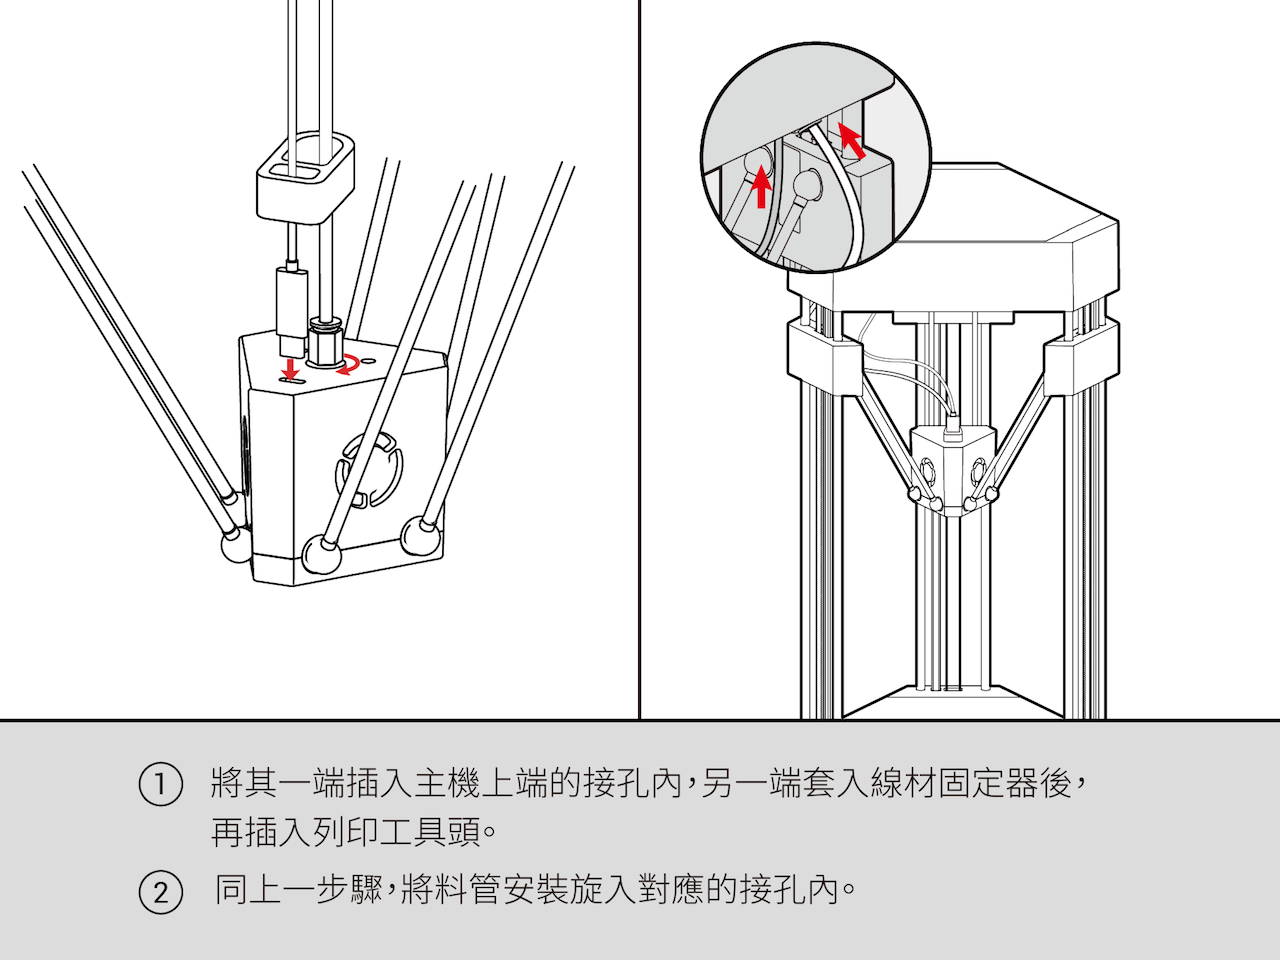 ① 將其一端插入主機上端的接孔內，另一端套入線材固定器後，
再插入列印工具頭。
② 同上一步驟，將料管安裝旋入對應的接孔內。